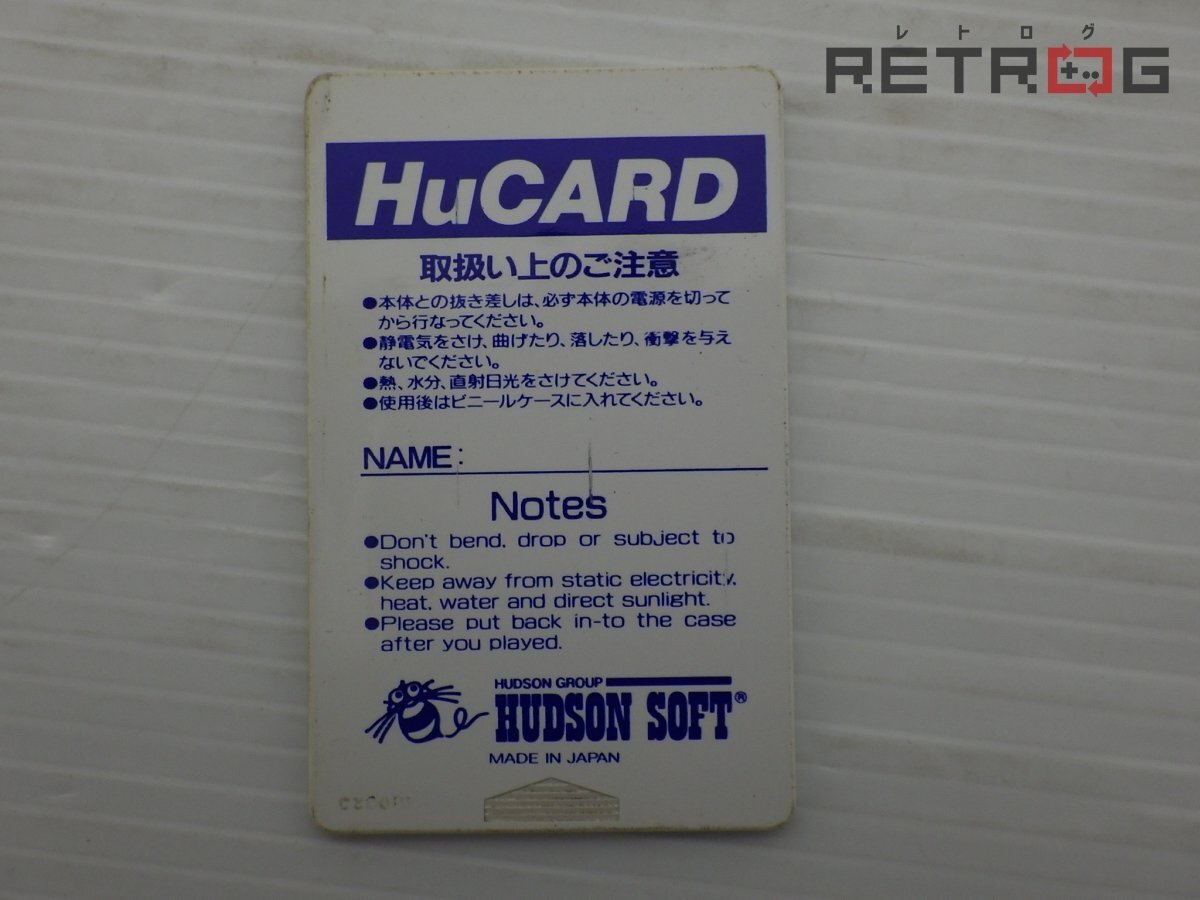 レトログ
RETROG
HuCARD
取扱い上のご注意
●本体との抜き差しは、必ず本体の電源を切って
から行なってください。
●静電気をさけ、曲げたり、落したり、衝撃を与え
ないでください。
●熱、水分、直射日光をさけてください。
●使用後はビニールケースに入れてください。
NAME:
Notes
●Don't bend, drop or subject to
shock.
●Keep away from static electricity,
heat, water and direct sunlight.
●Please put back in-to the case
after you played.
HUDSON GROUP
HUDSON SOFT®
MADE IN JAPAN